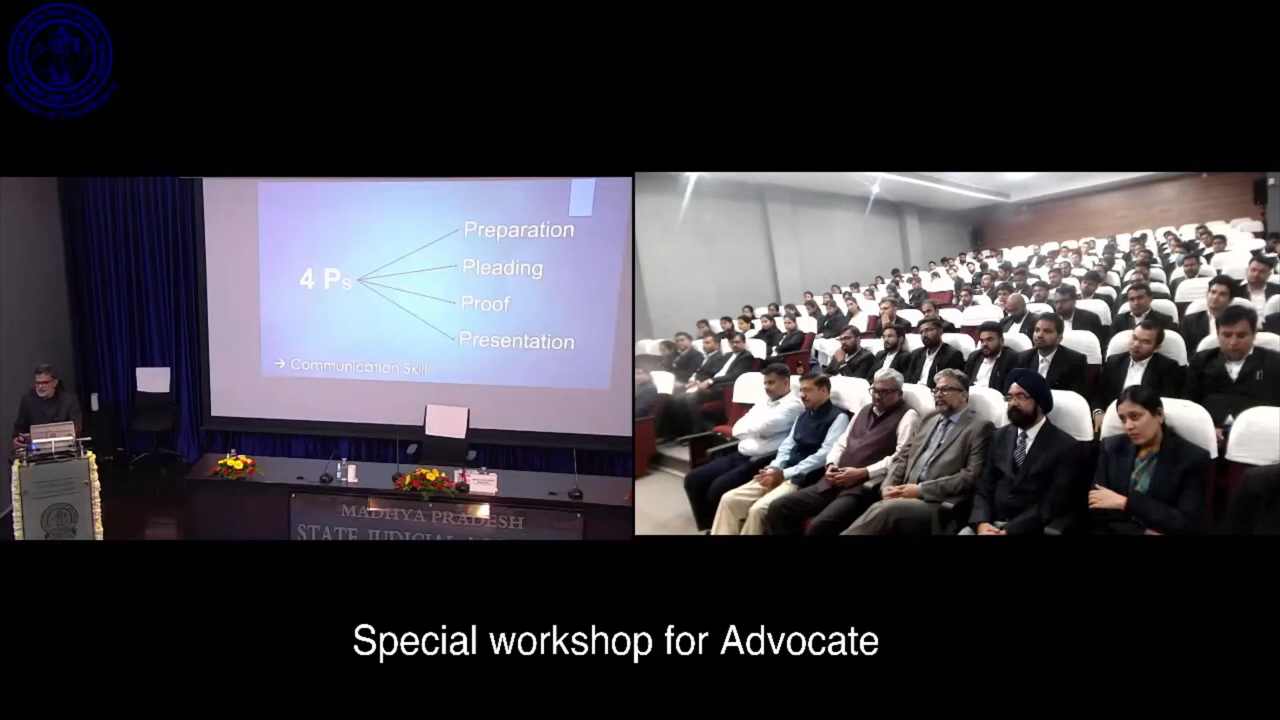 4 Ps
Preparation
Pleading
Proof
Presentation
→ Communication Skill
MADHYA PRADESH
STATE JUDICIAL
Special workshop for Advocate